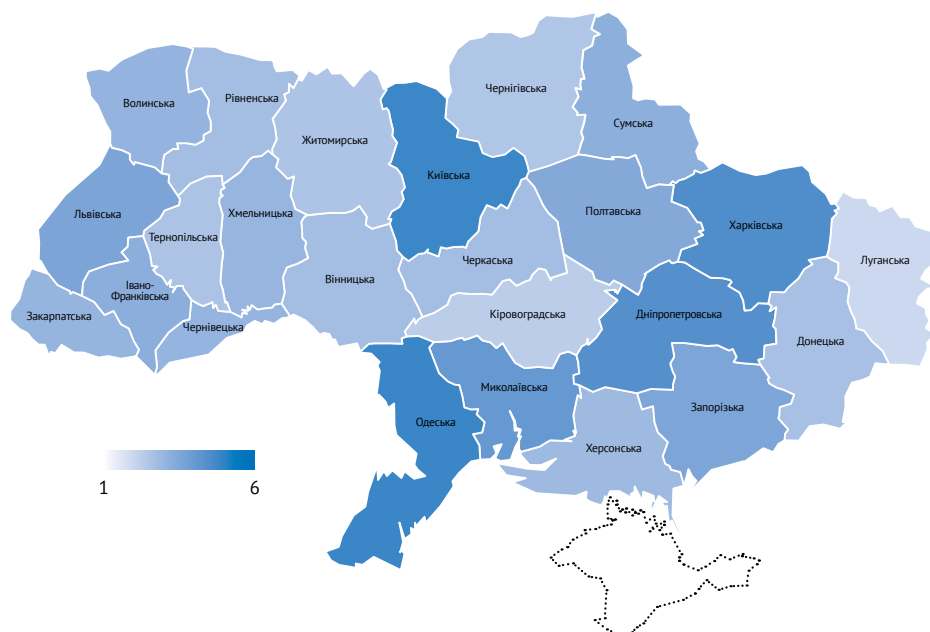 Чернігівська
Волинська
Рівненська
Сумська
Житомирська
Київська
Львівська
Хмельницька
Полтавська
Харківська
Тернопільська
Черкаська
Луганська
Вінницька
Івано-
Франківська
Закарпатська
Чернівецька
Кіровоградська
Дніпропетровська
Донецька
Миколаївська
Запорізька
Одеська
Херсонська
1
6